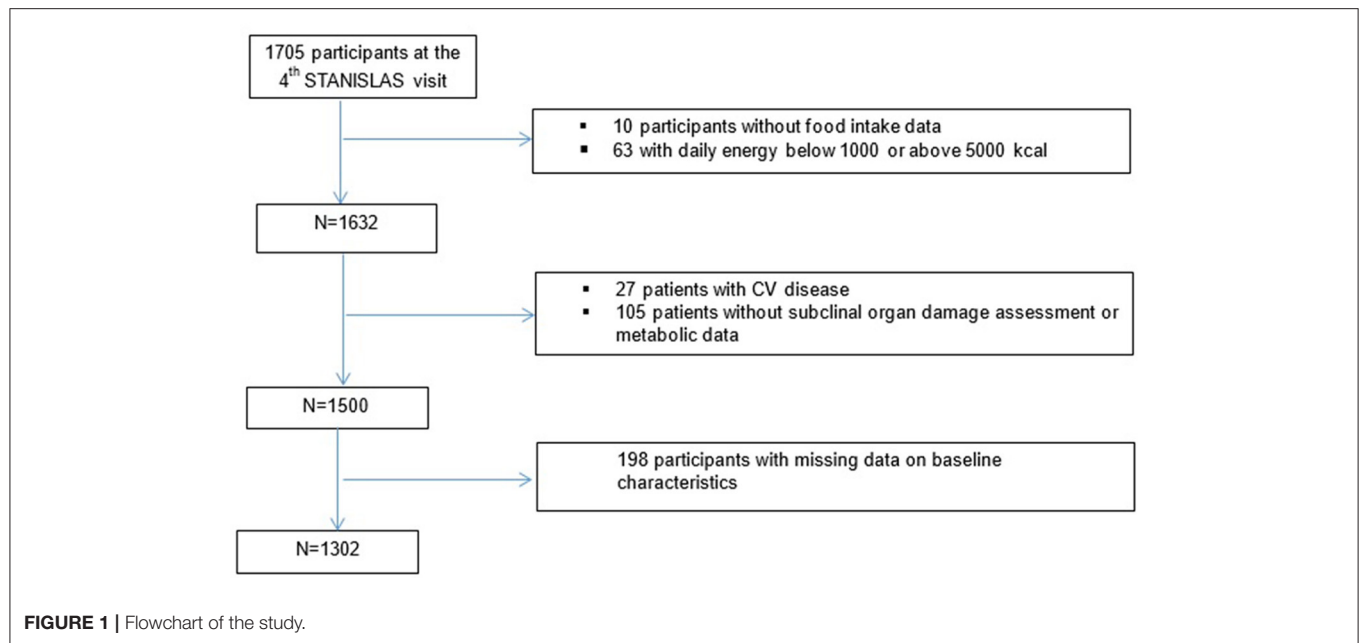 1705 participants at the
4th STANISLAS visit
▪ 10 participants without food intake data
▪ 63 with daily energy below 1000 or above 5000 kcal
N=1632
▪ 27 patients with CV disease
▪ 105 patients without subclinal organ damage assessment or
metabolic data
N=1500
198 participants with missing data on baseline
characteristics
N=1302
FIGURE 1 | Flowchart of the study.